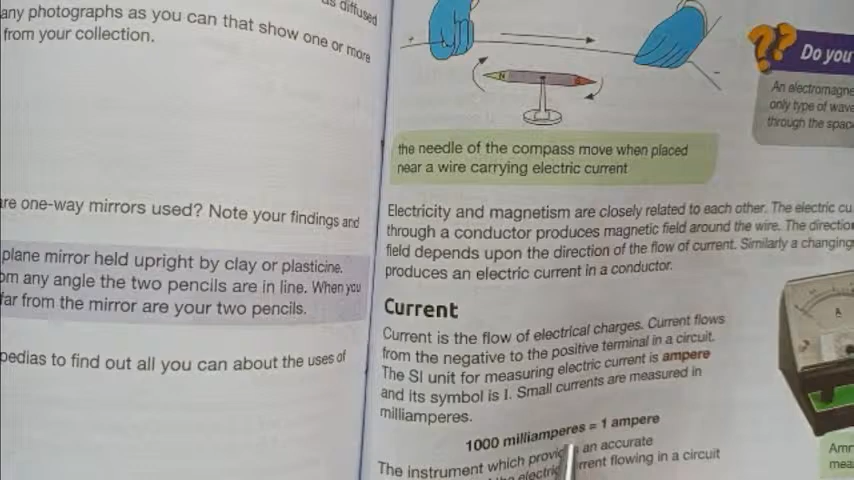 as diffused
any photographs as you can that show one or more
from your collection.
are one-way mirrors used? Note your findings and
plane mirror held upright by clay or plasticine.
om any angle the two pencils are in line. When you
far from the mirror are your two pencils.
pedias to find out all you can about the uses of
the needle of the compass move when placed
near a wire carrying electric current
Do you
An electromagne
only type of wave
through the spac
Electricity and magnetism are closely related to each other. The electric cu
through a conductor produces magnetic field around the wire. The direction
field depends upon the direction of the flow of current. Similarly a changing
produces an electric current in a conductor.
Current
Current is the flow of electrical charges. Current flows
from the negative to the positive terminal in a circuit.
The SI unit for measuring electric current is ampere
and its symbol is I. Small currents are measured in
milliamperes.
1000 milliamperes = 1 ampere
The instrument which provid an accurate
electric rrent flowing in a circuit
A
Amm
mea